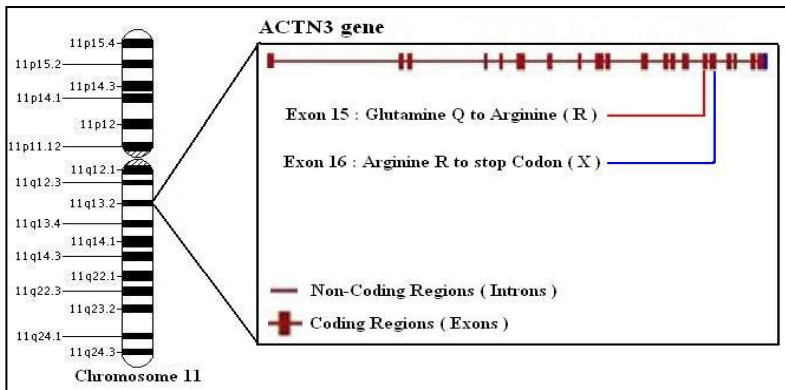 ACTN3 gene
11p15.4
11p15.2
11p14.3
11p14.1
11p12
11p11.12
11q12.1
11q12.3
11q13.2
11q13.4
11q14.1
11q14.3
11q22.1
11q22.3
11q23.2
11q24.1
11q24.3
Chromosome 11
Exon 15 : Glutamine Q to Arginine ( R )
Exon 16 : Arginine R to stop Codon ( X )
Non-Coding Regions ( Introns )
Coding Regions ( Exons )